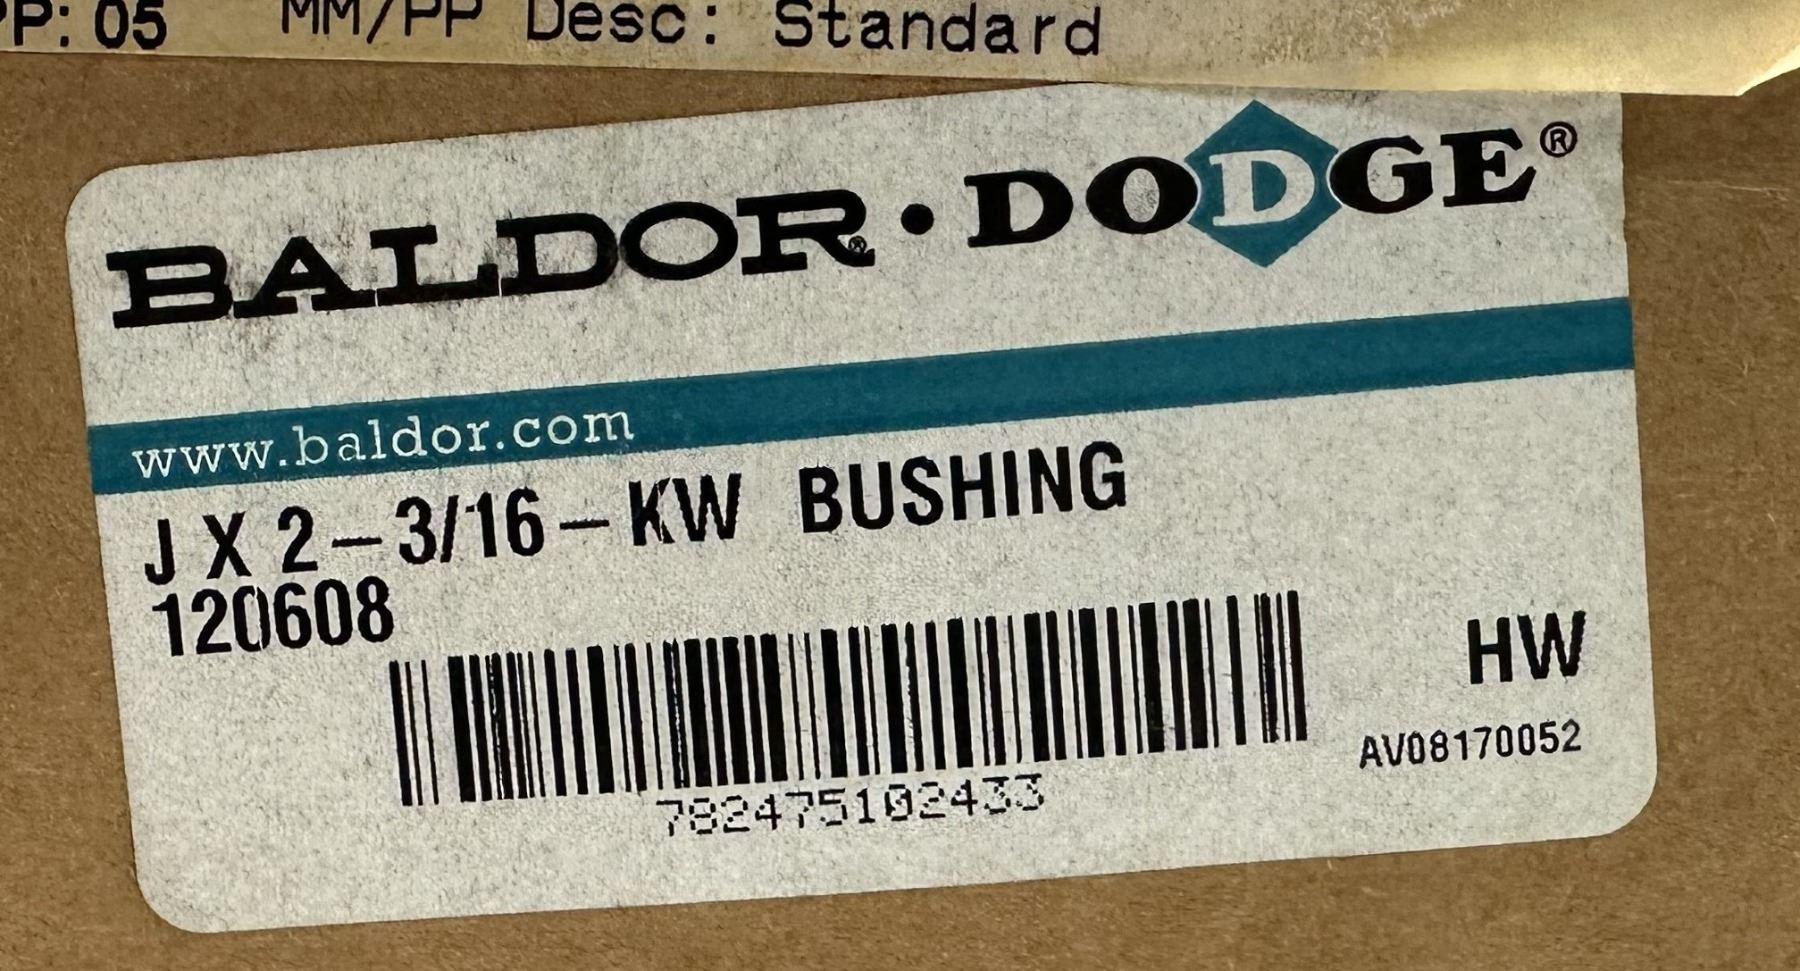 PP: 05 MM/PP Desc: Standard
BALDOR® • DODGE®
www.baldor.com
J X 2-3/16-KW BUSHING
120608
HW
AV08170052
782475102433